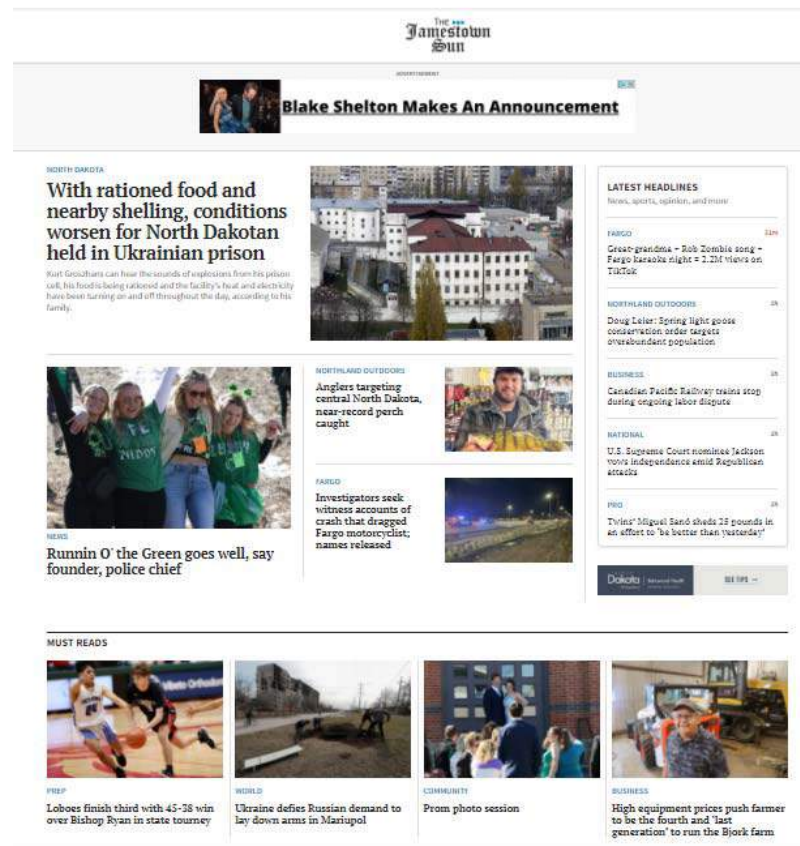 THE
Jamestown
Sun
ADVERTISEMENT
Blake Shelton Makes An Announcement
NORTH DAKOTA
With rationed food and
nearby shelling, conditions
worsen for North Dakotan
held in Ukrainian prison
Kurt Groszhans can hear the sounds of explosions from his prison
cell, his food is being rationed and the facility's heat and electricity
have been turning on and off throughout the day, according to his
family.
NEWS
Runnin O' the Green goes well, say
founder, police chief
NORTHLAND OUTDOORS
Anglers targeting
central North Dakota,
near-record perch
caught
FARGO
Investigators seek
witness accounts of
crash that dragged
Fargo motorcyclist;
names released
LATEST HEADLINES
News, sports, opinion, and more
FARGO
Great-grandma + Rob Zombie song +
Fargo karaoke night = 2.2M views on
TikTok
NORTHLAND OUTDOORS
Doug Leier: Spring light goose
conservation order targets
overabundant population
BUSINESS
Canadian Pacific Railway trains stop
during ongoing labor dispute
NATIONAL
U.S. Supreme Court nominee Jackson
vows independence amid Republican
attacks
PRO
Twins' Miguel Sanó sheds 25 pounds in
an effort to 'be better than yesterday'
Dakota
Behavioral Health
SEE TIPS →
MUST READS
PREP
Loboes finish third with 45-38 win
over Bishop Ryan in state tourney
WORLD
Ukraine defies Russian demand to
lay down arms in Mariupol
COMMUNITY
Prom photo session
BUSINESS
High equipment prices push farmer
to be the fourth and 'last
generation' to run the Bjork farm